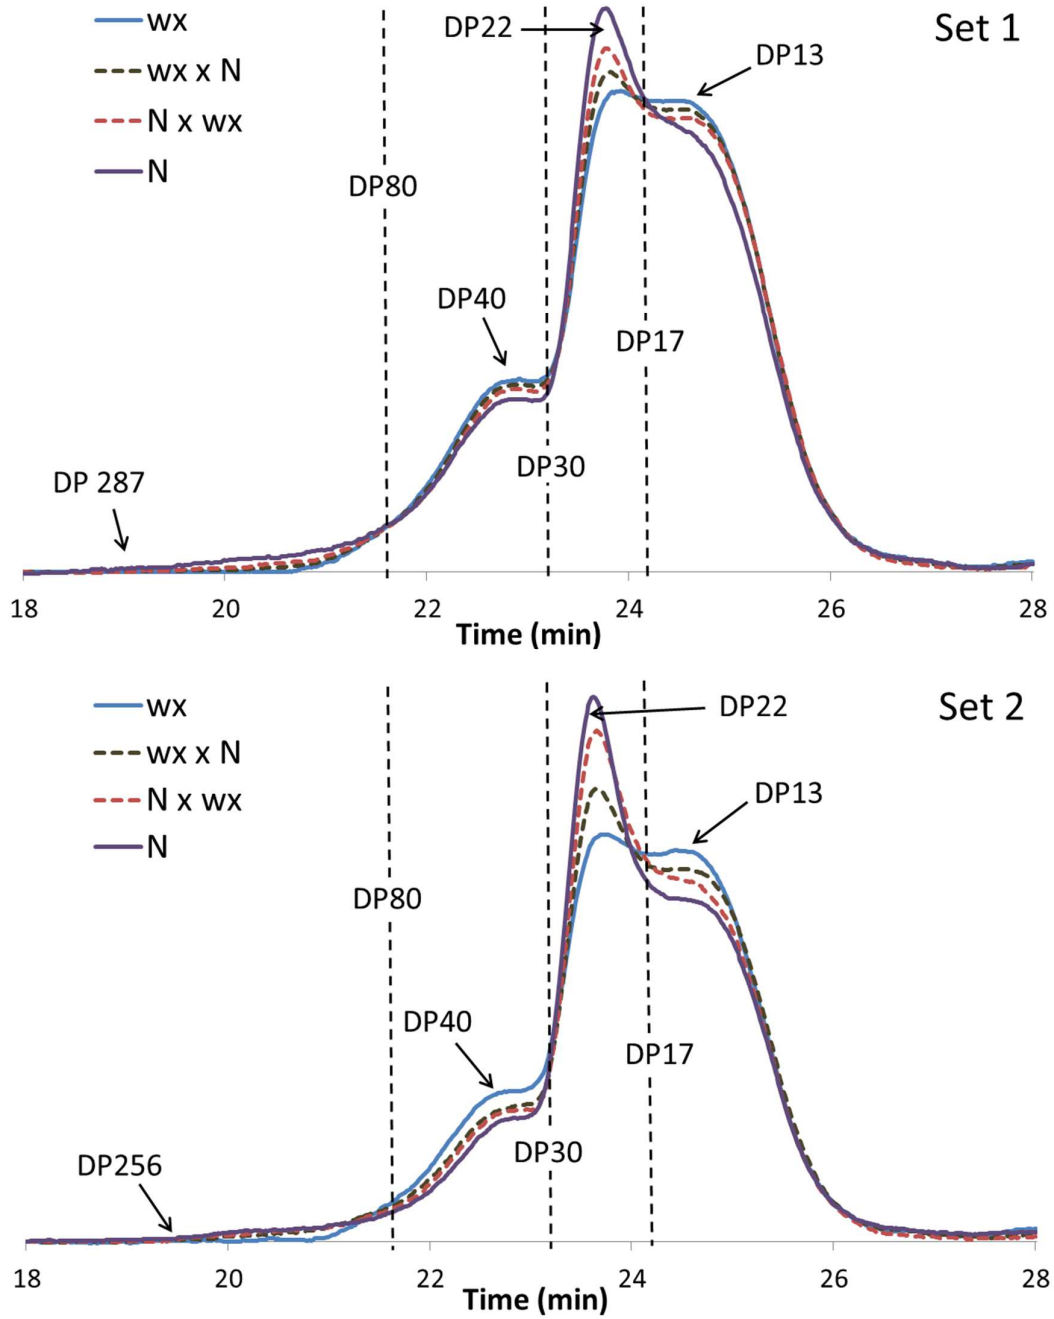 wx
wx x N
N x wx
N
DP22
Set 1
DP13
DP80
DP40
DP17
DP30
DP 287
18 20 22 24 26 28
Time (min)
wx
wx x N
N x wx
N
DP22
Set 2
DP13
DP80
DP40
DP17
DP30
DP256
18 20 22 24 26 28
Time (min)